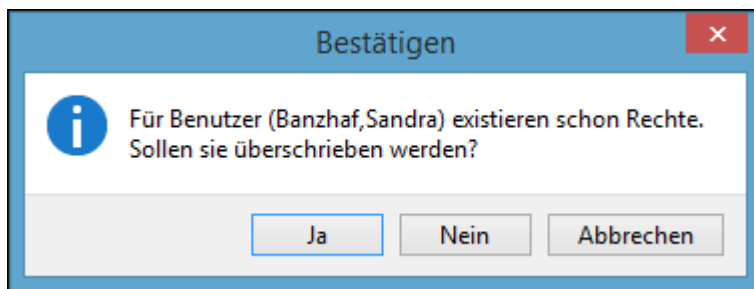 Bestätigen
Für Benutzer (Banzhaf,Sandra) existieren schon Rechte.
Sollen sie überschrieben werden?
Ja
Nein
Abbrechen